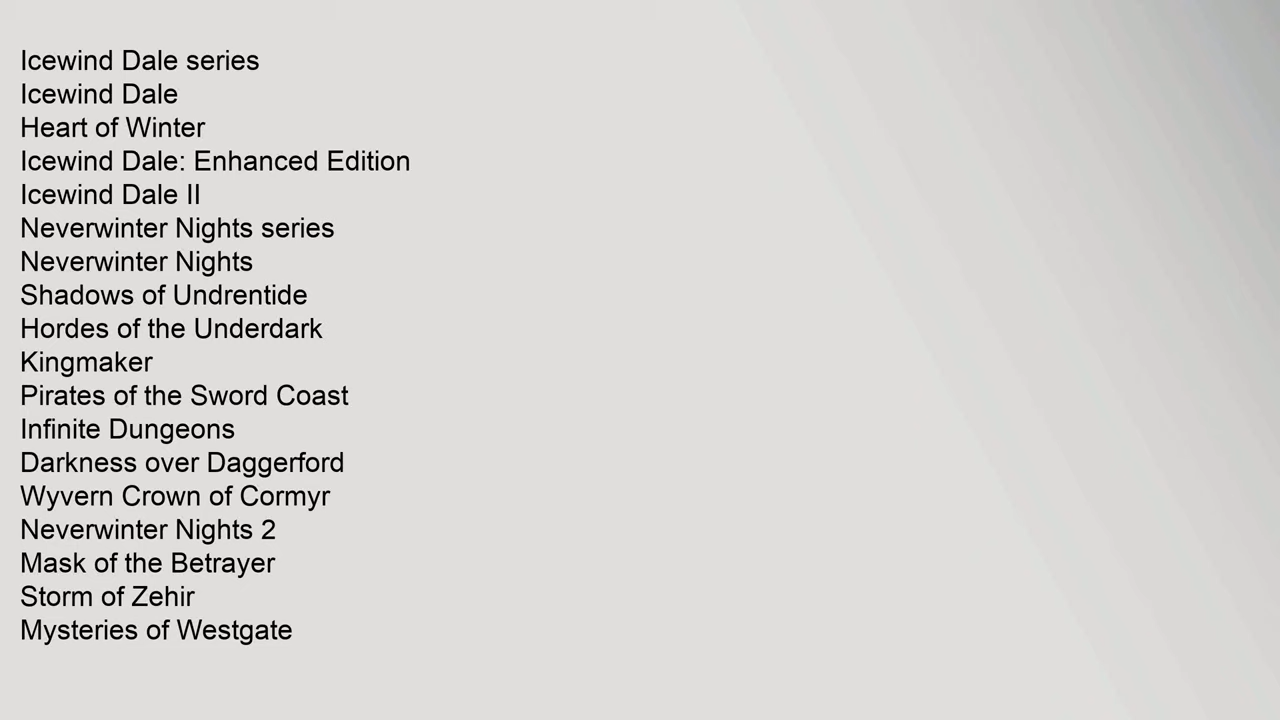 Icewind Dale series
Icewind Dale
Heart of Winter
Icewind Dale: Enhanced Edition
Icewind Dale II
Neverwinter Nights series
Neverwinter Nights
Shadows of Undrentide
Hordes of the Underdark
Kingmaker
Pirates of the Sword Coast
Infinite Dungeons
Darkness over Daggerford
Wyvern Crown of Cormyr
Neverwinter Nights 2
Mask of the Betrayer
Storm of Zehir
Mysteries of Westgate